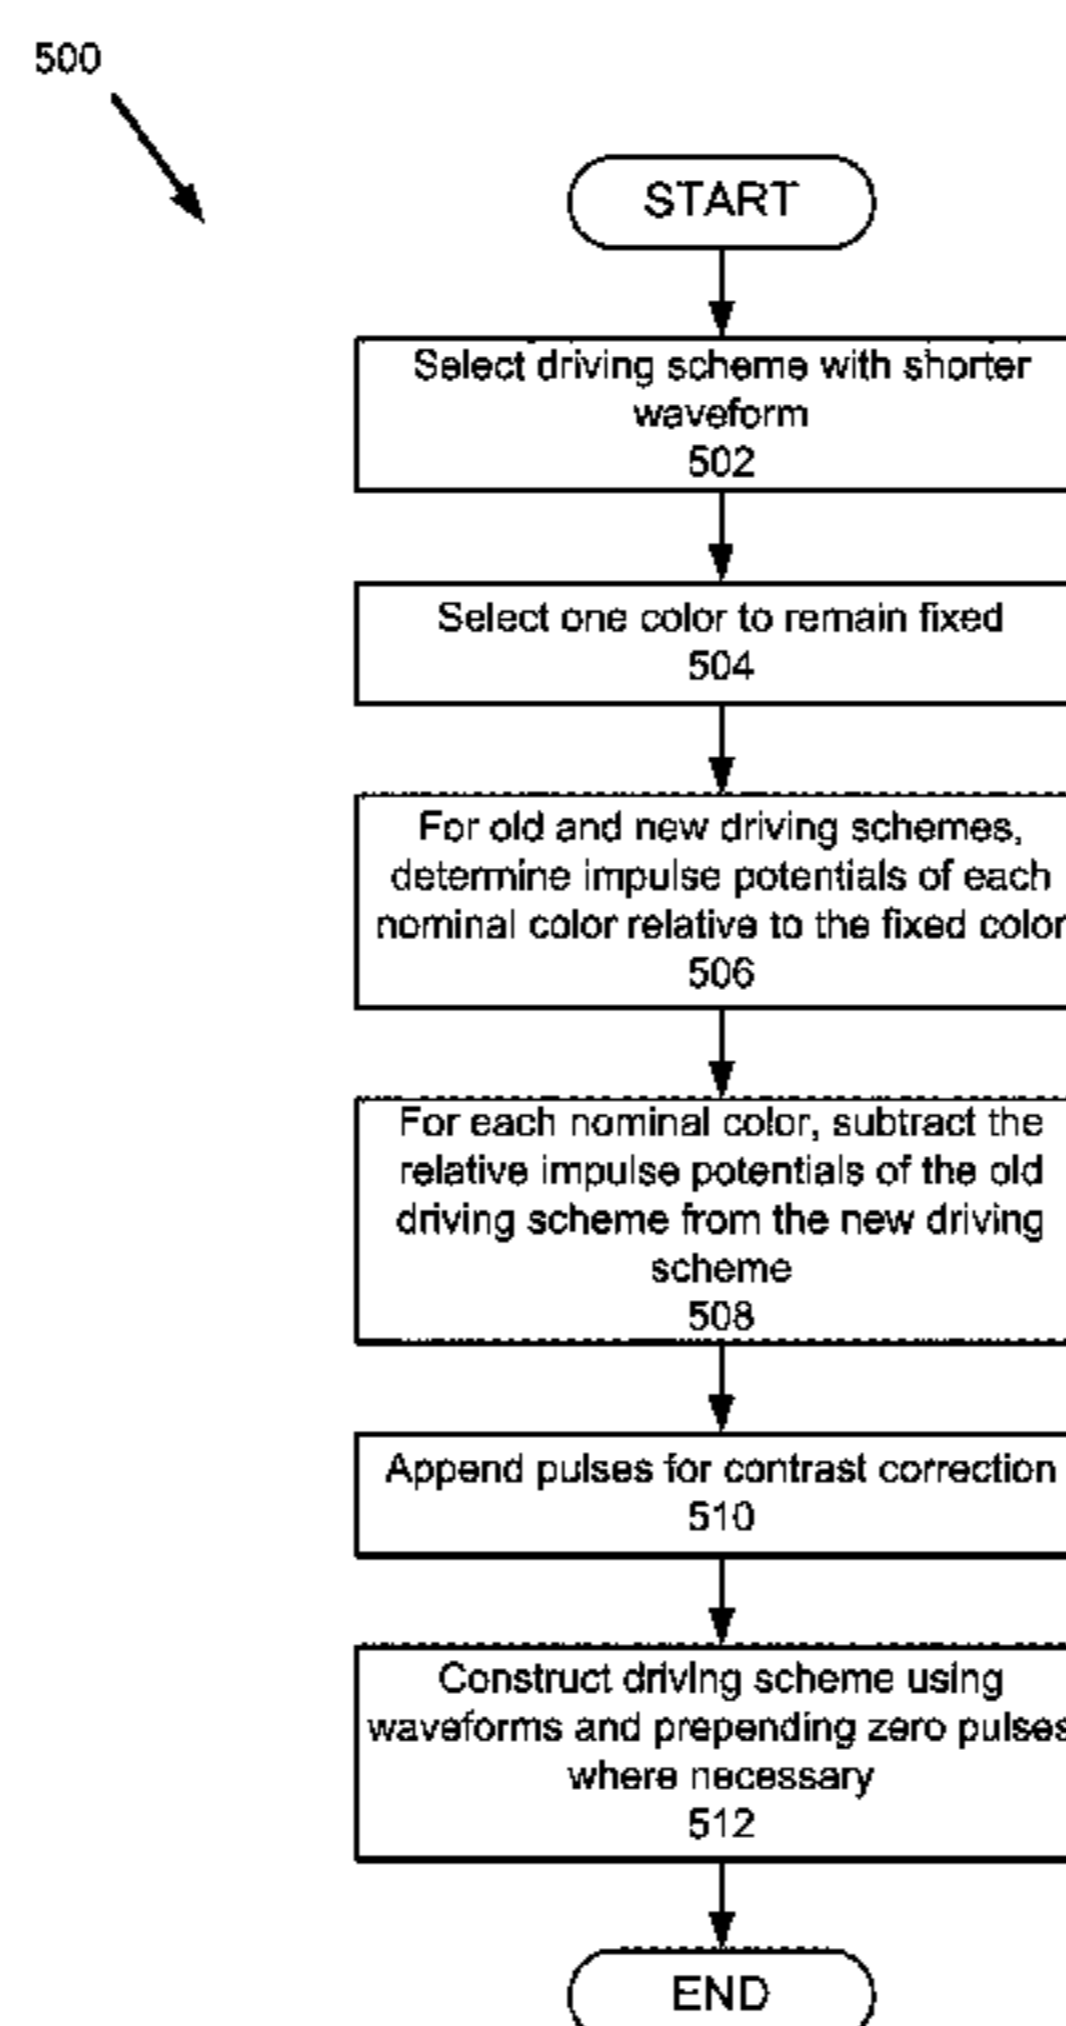 500
START
Select driving scheme with shorter
waveform
502
Select one color to remain fixed
504
For old and new driving schemes,
determine impulse potentials of each
nominal color relative to the fixed color
506
For each nominal color, subtract the
relative impulse potentials of the old
driving scheme from the new driving
scheme
508
Append pulses for contrast correction
510
Construct driving scheme using
waveforms and prepending zero pulses
where necessary
512
END